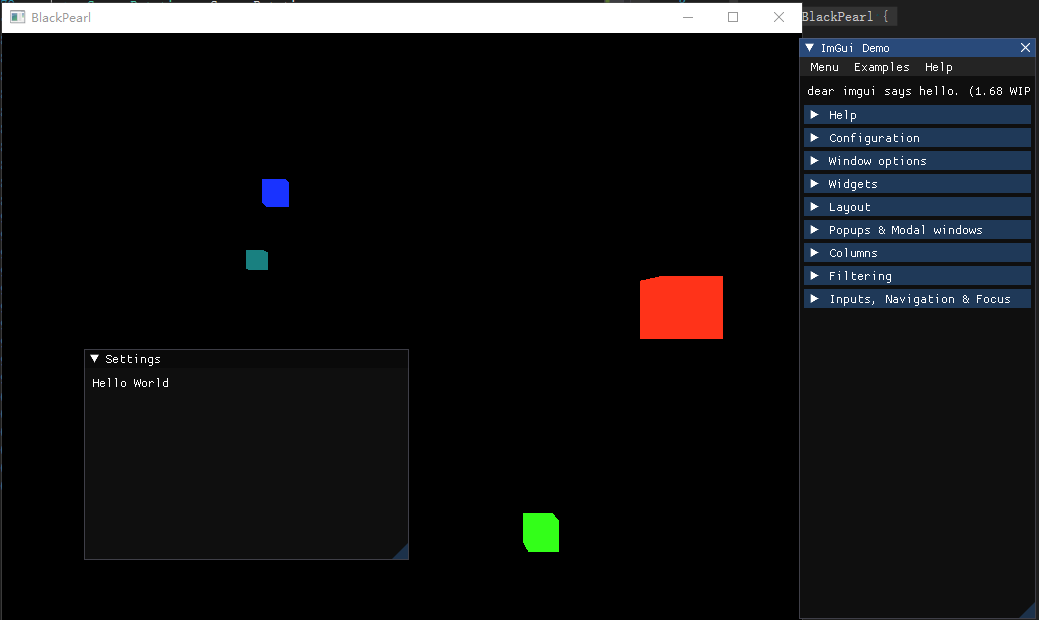 BlackPearl
BlackPearl {
ImGui Demo
Menu Examples Help
dear imgui says hello. (1.68 WIP
Help
Configuration
Window options
Widgets
Layout
Popups & Modal windows
Columns
Filtering
Inputs, Navigation & Focus
Settings
Hello World